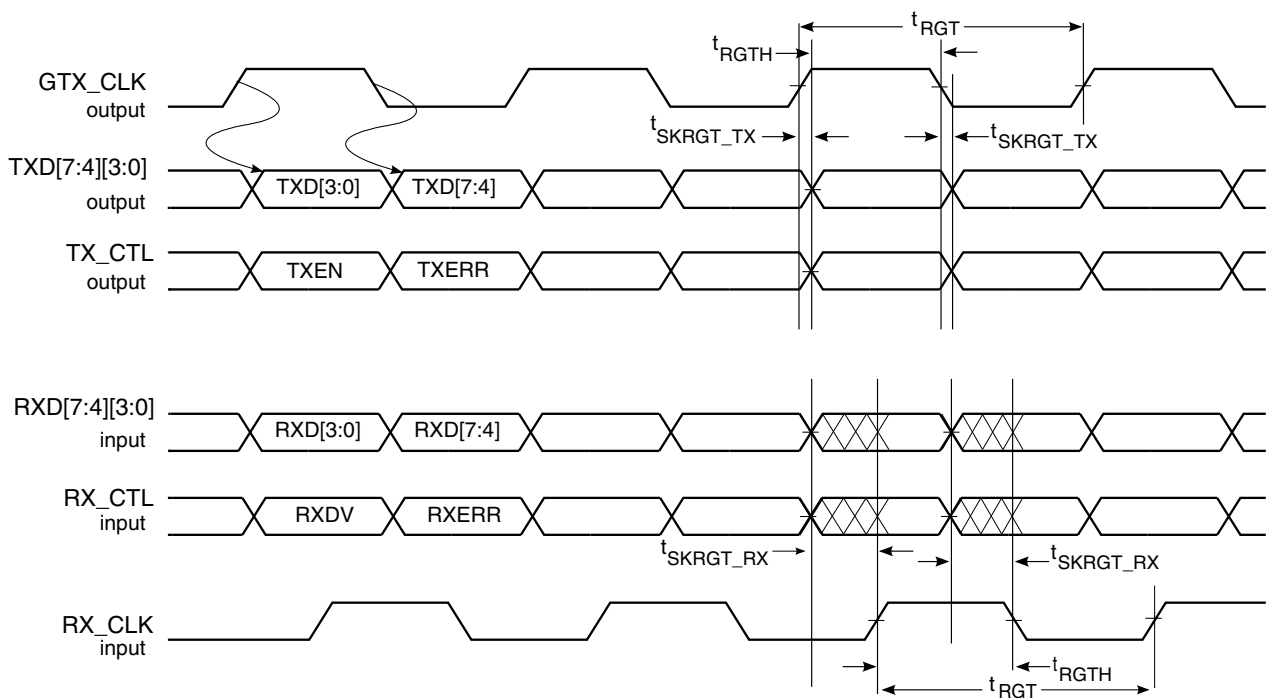 t_RGT
t_RGTH
GTX_CLK
output
t_SKRGT_TX t_SKRGT_TX
TXD[7:4][3:0]
output
TXD[3:0] TXD[7:4]
TX_CTL
output
TXEN TXERR
RXD[7:4][3:0]
input
RXD[3:0] RXD[7:4]
RX_CTL
input
RXDV RXERR
t_SKRGT_RX t_SKRGT_RX
RX_CLK
input
t_RGTH
t_RGT